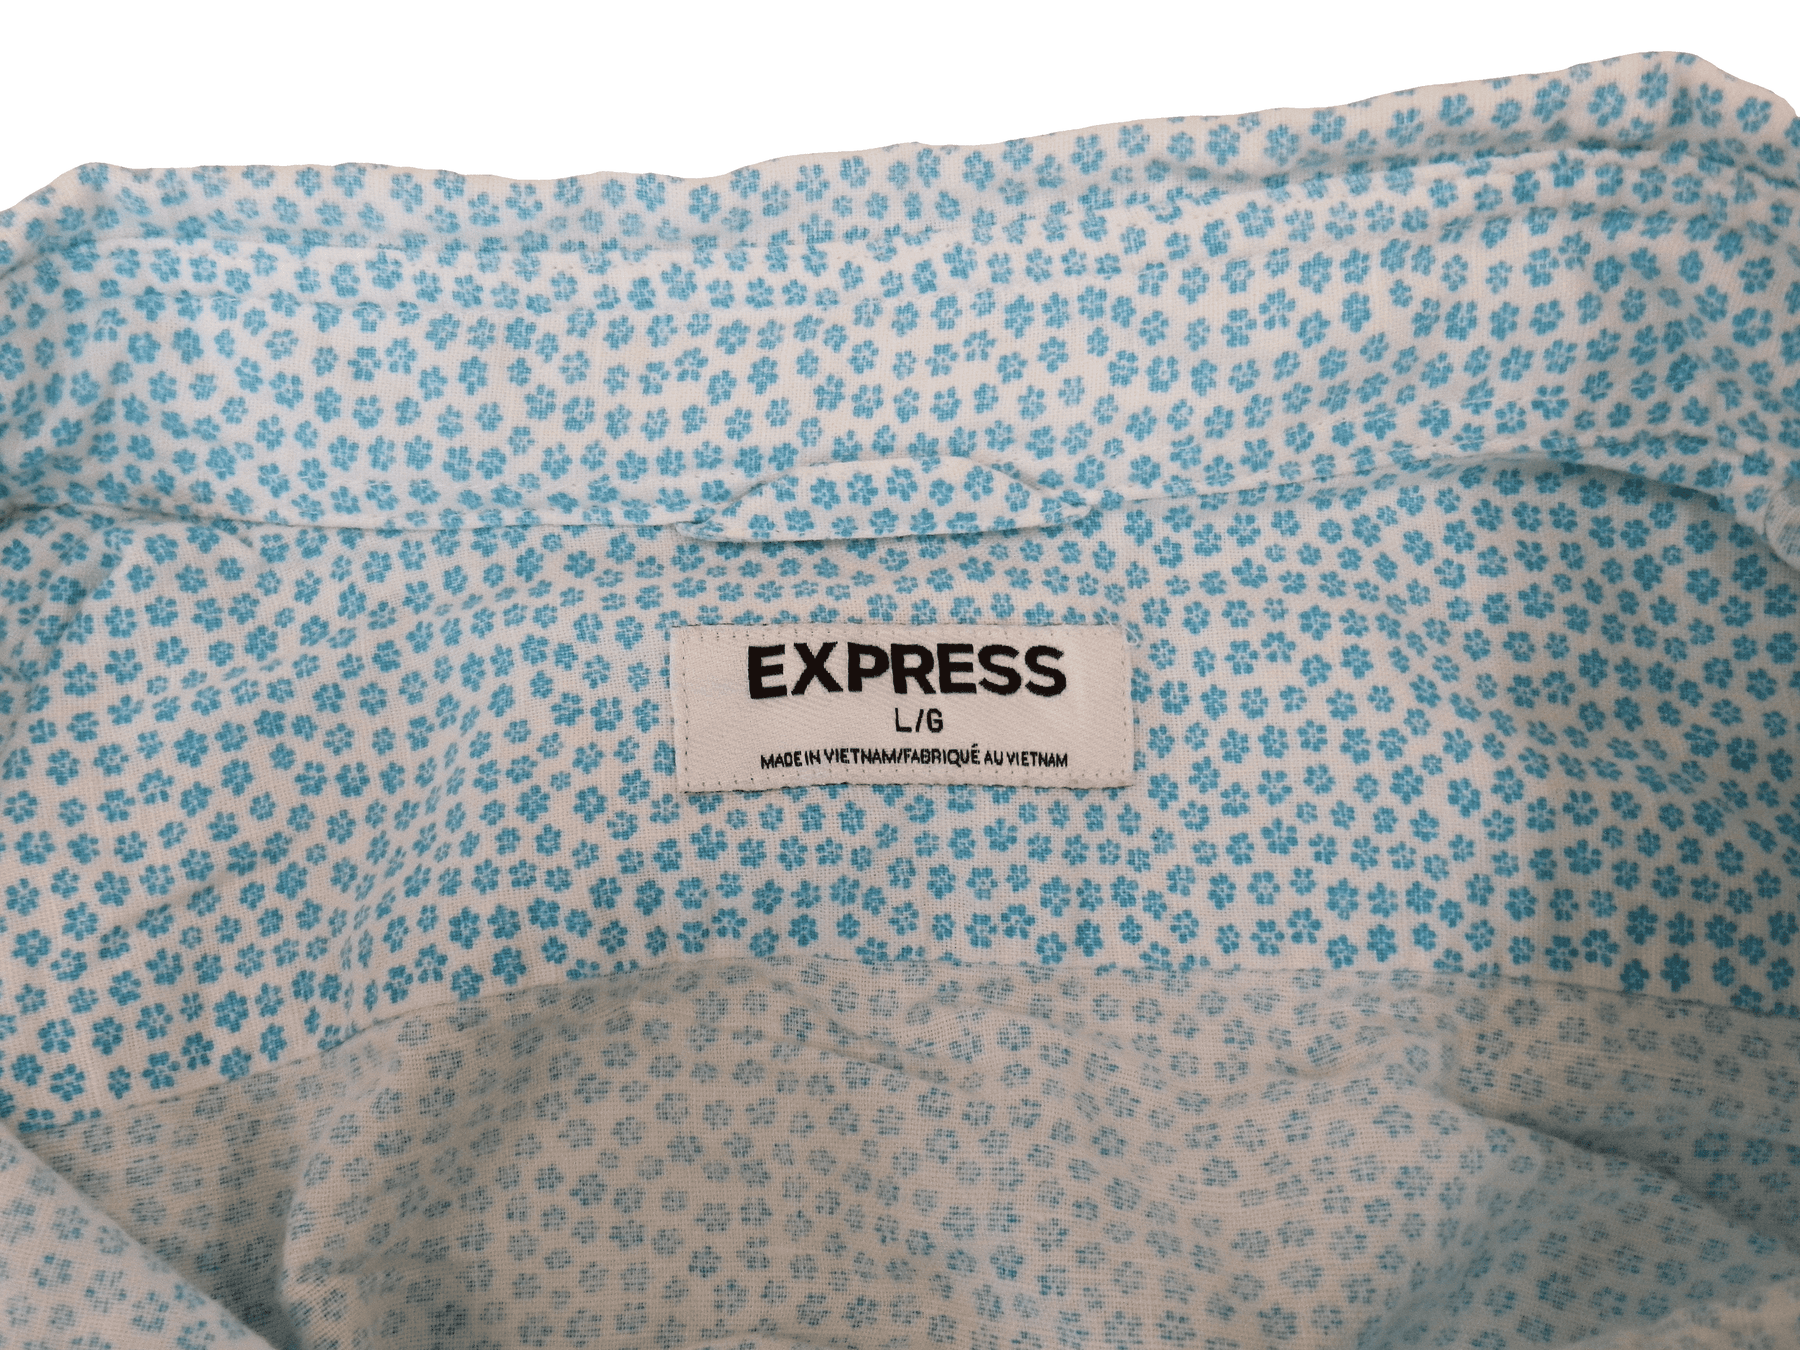 EXPRESS
L/G
MADE IN VIETNAM/FABRIQUÉ AU VIETNAM